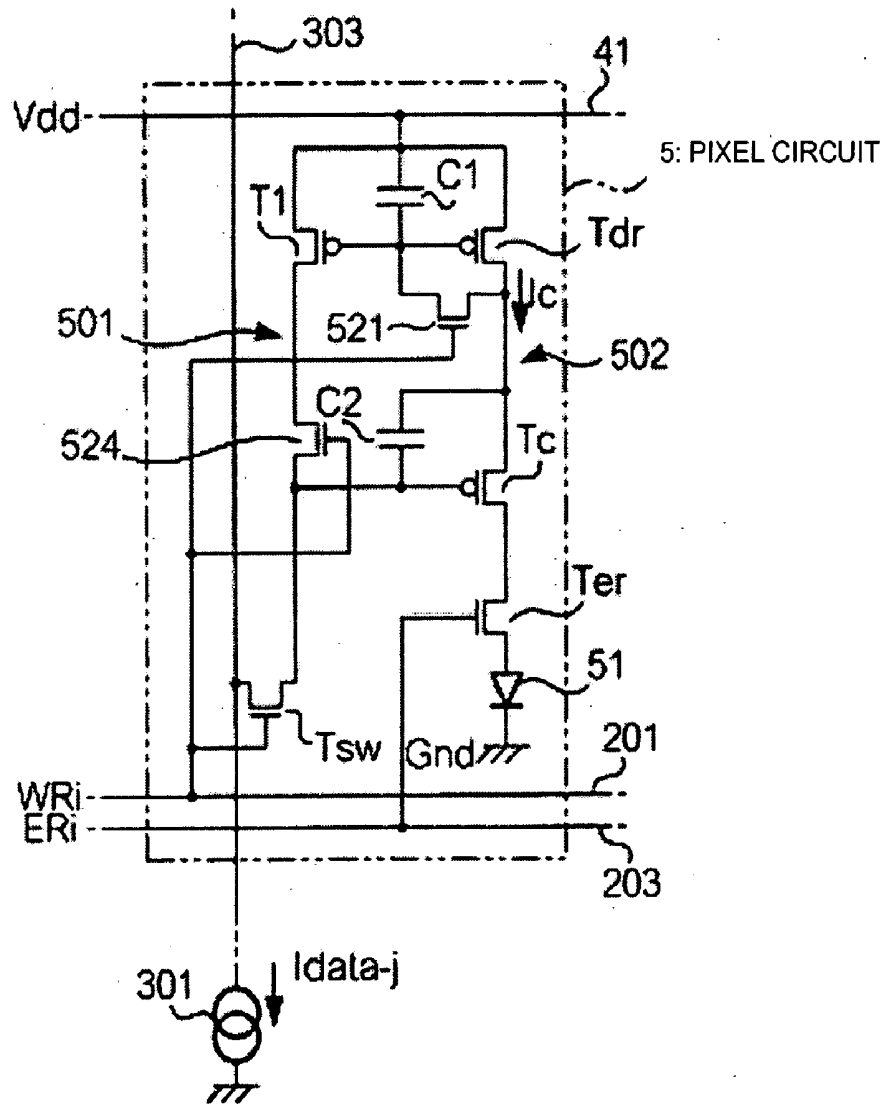 303
41
Vdd
5: PIXEL CIRCUIT
C1
T1
Tdr
Ic
501
521
502
C2
524
Tc
Ter
51
Tsw
Gnd
201
WRi
ERi
203
Idata-j
301